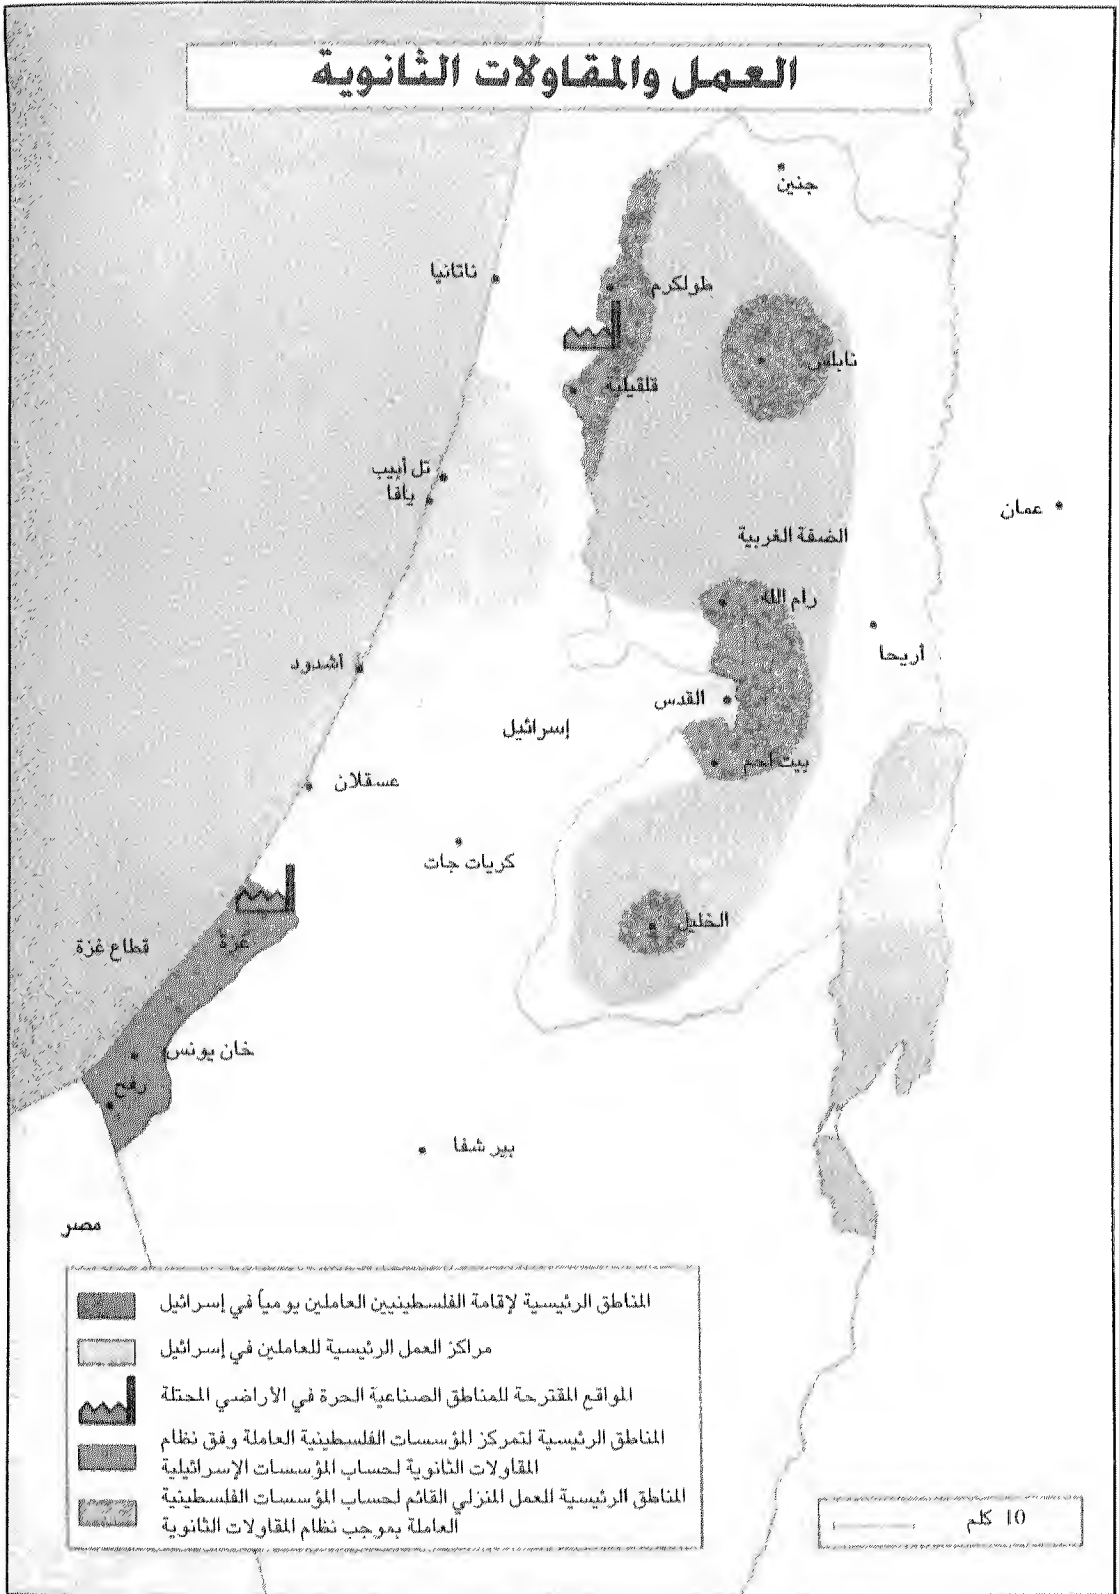 العمل والمقاولات الثانوية
جنين
ناتانيا
طولكرم
نابلس
قلقيلية
تل أبيب
يافا
عمان
الضفة الغربية
رام الله
أريحا
أشدود
القدس
إسرائيل
بيت لحم
عسقلان
كريات جات
الخليل
غزة
قطاع غزة
خان يونس
رفح
بير شفا
مصر
المناطق الرئيسية لإقامة الفلسطينيين العاملين يومياً في إسرائيل
مراكز العمل الرئيسية للعاملين في إسرائيل
المواقع المقترحة للمناطق الصناعية الحرة في الاراضي المحتلة
المناطق الرئيسية لتمركز المؤسسات الفلسطينية العاملة وفق نظام
المقاولات الثانوية لحساب المؤسسات الإسرائيلية
المناطق الرئيسية للعمل المنزلي القائم لحساب المؤسسات الفلسطينية
العاملة بموجب نظام المقاولات الثانوية
10 كلم